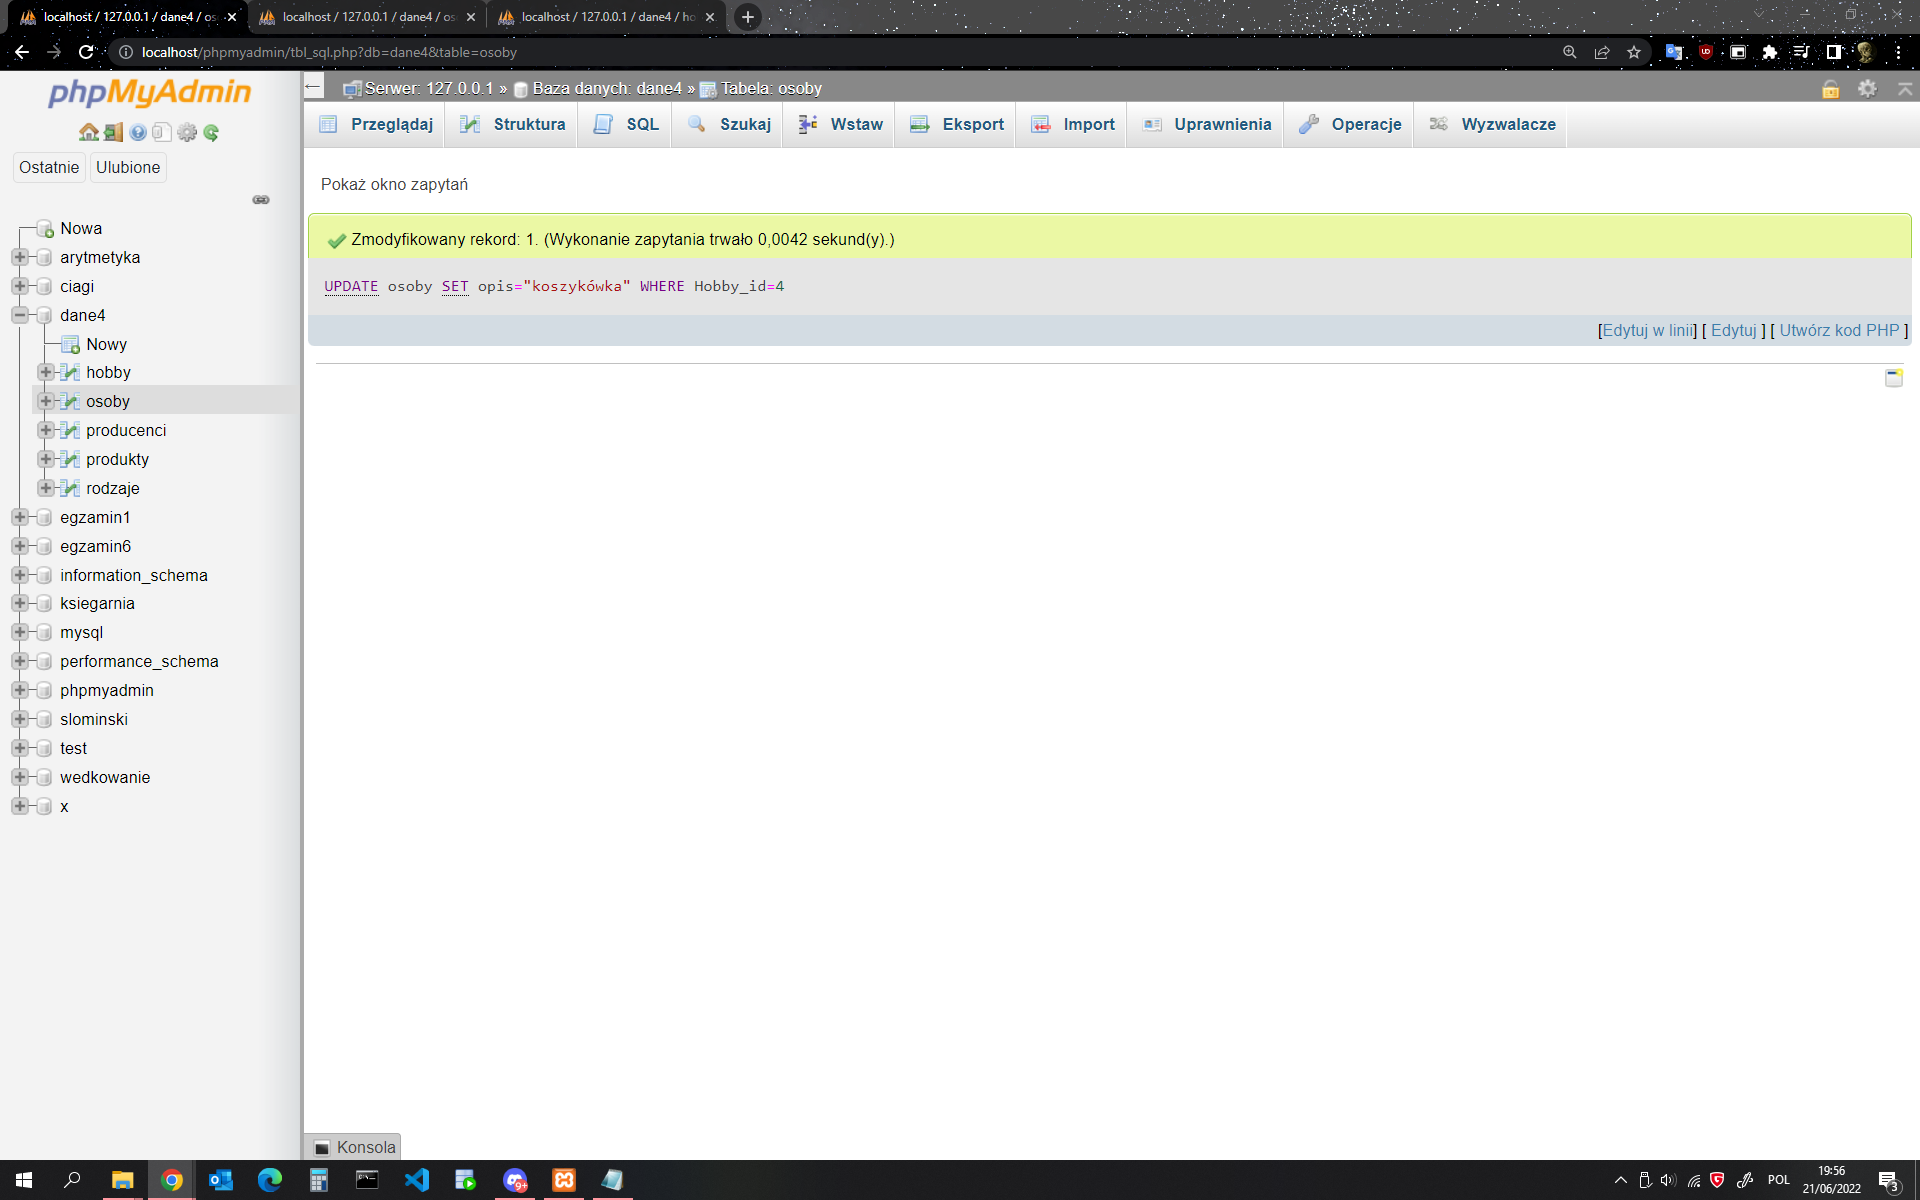 localhost / 127.0.0.1 / dane4 / os
localhost / 127.0.0.1 / dane4 / os
localhost / 127.0.0.1 / dane4 / ho
localhost/phpmyadmin/tbl_sql.php?db=dane4&table=osoby
phpMyAdmin
Ostatnie
Ulubione
Nowa
arytmetyka
ciagi
dane4
Nowy
hobby
osoby
producenci
produkty
rodzaje
egzamin1
egzamin6
information_schema
ksiegarnia
mysql
performance_schema
phpmyadmin
slominski
test
wedkowanie
x
Serwer: 127.0.0.1 » Baza danych: dane4 » Tabela: osoby
Przeglądaj
Struktura
SQL
Szukaj
Wstaw
Eksport
Import
Uprawnienia
Operacje
Wyzwalacze
Pokaż okno zapytań
Zmodyfikowany rekord: 1. (Wykonanie zapytania trwało 0,0042 sekund(y).)
UPDATE osoby SET opis="koszykówka" WHERE Hobby_id=4
[Edytuj w linii] [ Edytuj ] [ Utwórz kod PHP ]
Konsola
9+
POL
19:56
21/06/2022
3